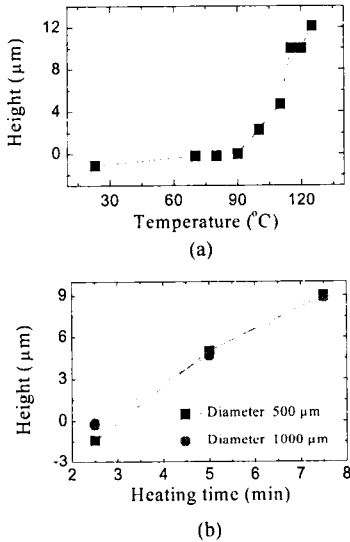 12
8
4
0
Height (μm)
30 60 90 120
Temperature (°C)
(a)
9
6
3
0
-3
Height (μm)
Diameter 500 μm
Diameter 1000 μm
2 3 4 5 6 7 8
Heating time (min)
(b)